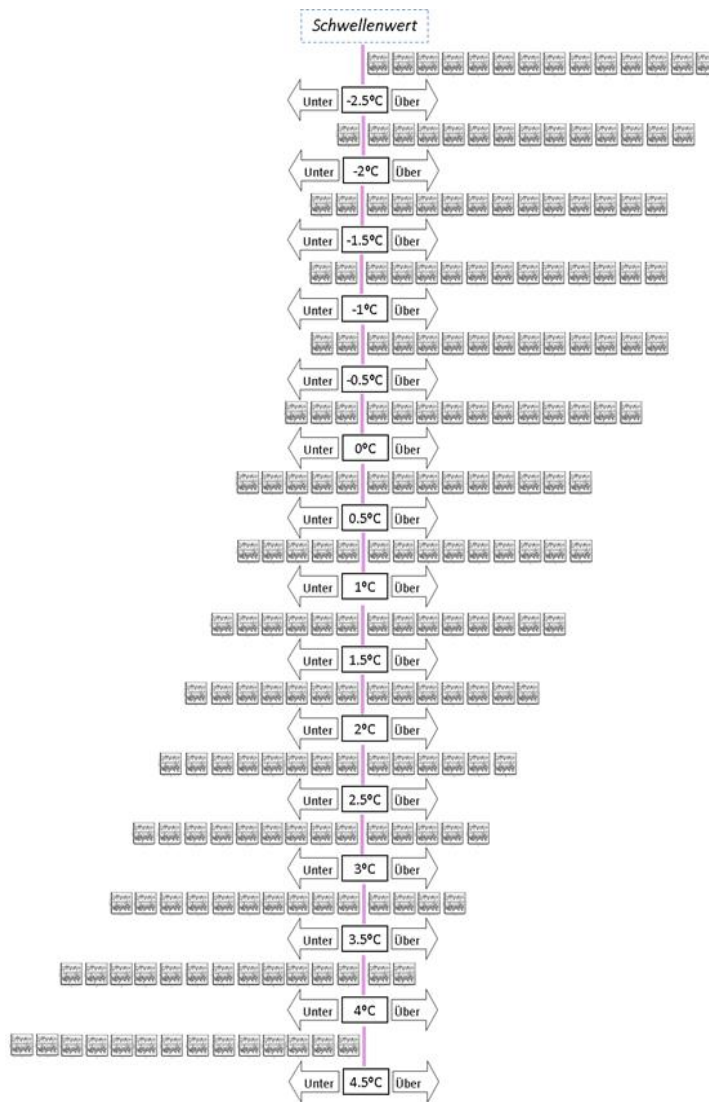 Schwellenwert
Unter -2.5°C Über
Unter -2°C Über
Unter -1.5°C Über
Unter -1°C Über
Unter -0.5°C Über
Unter 0°C Über
Unter 0.5°C Über
Unter 1°C Über
Unter 1.5°C Über
Unter 2°C Über
Unter 2.5°C Über
Unter 3°C Über
Unter 3.5°C Über
Unter 4°C Über
Unter 4.5°C Über